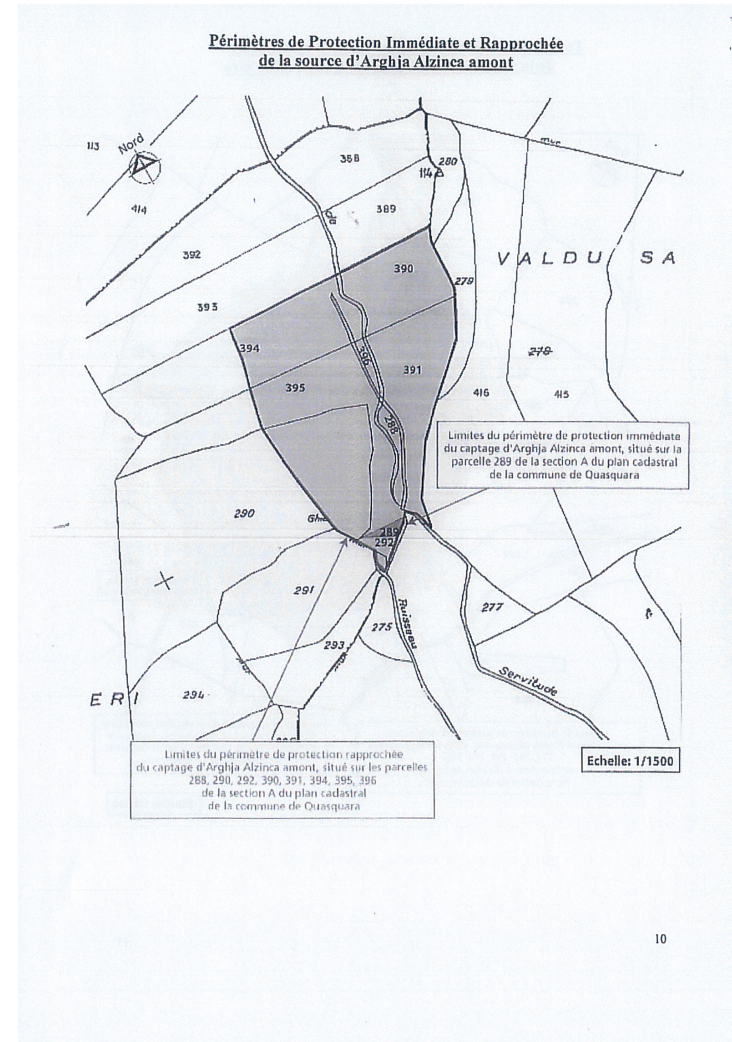 Périmètres de Protection Immédiate et Rapprochée
de la source d'Arghja Alzinca amont
113
Nord
mur
388
280
114
414
389
392
VALDU SA
390
279
393
394
396
278
395
391
416
415
288
Limites du périmètre de protection immédiate
du captage d'Arghja Alzinca amont, situé sur la
parcelle 289 de la section A du plan cadastral
de la commune de Quasquara
290
289
292
291
277
Ruisseau
275
293
mur
Servitude
ERI
294
Limites du périmètre de protection rapprochée
du captage d'Arghja Alzinca amont, situé sur les parcelles
288, 290, 292, 390, 391, 394, 395, 396
de la section A du plan cadastral
de la commune de Quasquara
Echelle: 1/1500
10